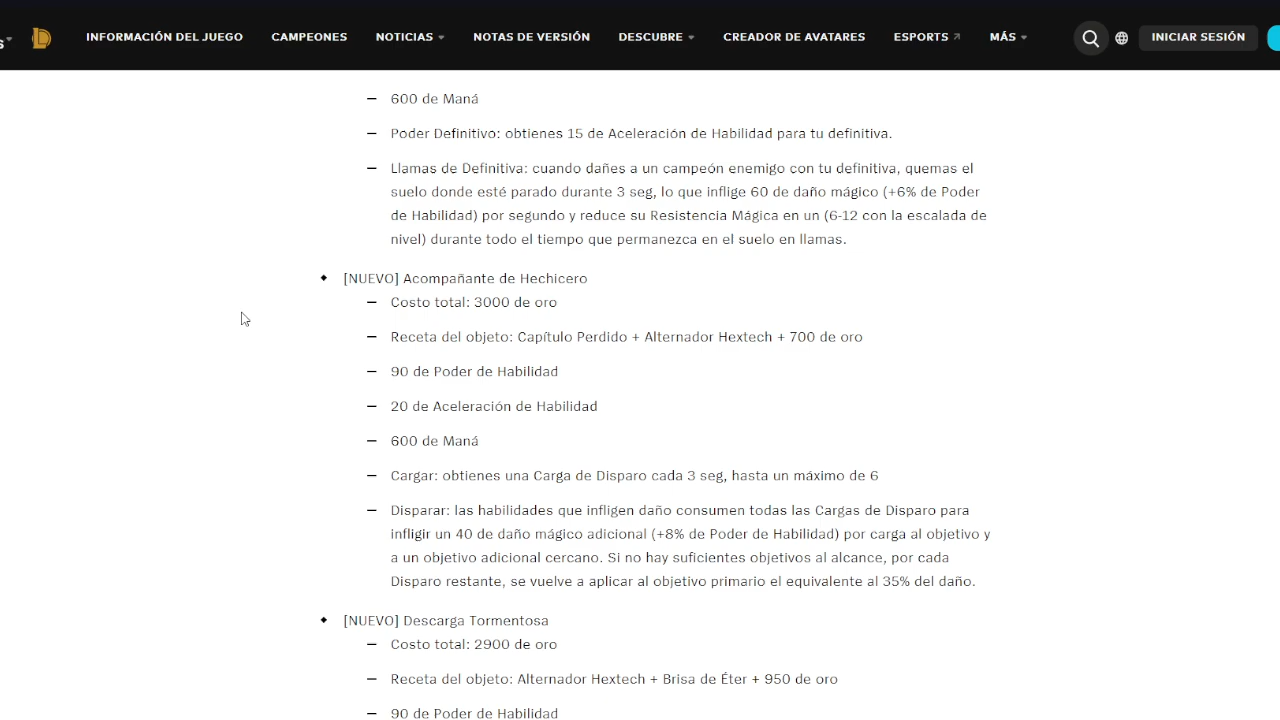 S
INFORMACIÓN DEL JUEGO CAMPEONES NOTICIAS NOTAS DE VERSIÓN DESCUBRE CREADOR DE AVATARES ESPORTS MÁS INICIAR SESIÓN
– 600 de Maná
– Poder Definitivo: obtienes 15 de Aceleración de Habilidad para tu definitiva.
– Llamas de Definitiva: cuando dañes a un campeón enemigo con tu definitiva, quemas el
suelo donde esté parado durante 3 seg, lo que inflige 60 de daño mágico (+6% de Poder
de Habilidad) por segundo y reduce su Resistencia Mágica en un (6-12 con la escalada de
nivel) durante todo el tiempo que permanezca en el suelo en llamas.
[NUEVO] Acompañante de Hechicero
– Costo total: 3000 de oro
– Receta del objeto: Capítulo Perdido + Alternador Hextech + 700 de oro
– 90 de Poder de Habilidad
– 20 de Aceleración de Habilidad
– 600 de Maná
– Cargar: obtienes una Carga de Disparo cada 3 seg, hasta un máximo de 6
– Disparar: las habilidades que infligen daño consumen todas las Cargas de Disparo para
infligir un 40 de daño mágico adicional (+8% de Poder de Habilidad) por carga al objetivo y
a un objetivo adicional cercano. Si no hay suficientes objetivos al alcance, por cada
Disparo restante, se vuelve a aplicar al objetivo primario el equivalente al 35% del daño.
[NUEVO] Descarga Tormentosa
– Costo total: 2900 de oro
– Receta del objeto: Alternador Hextech + Brisa de Éter + 950 de oro
– 90 de Poder de Habilidad